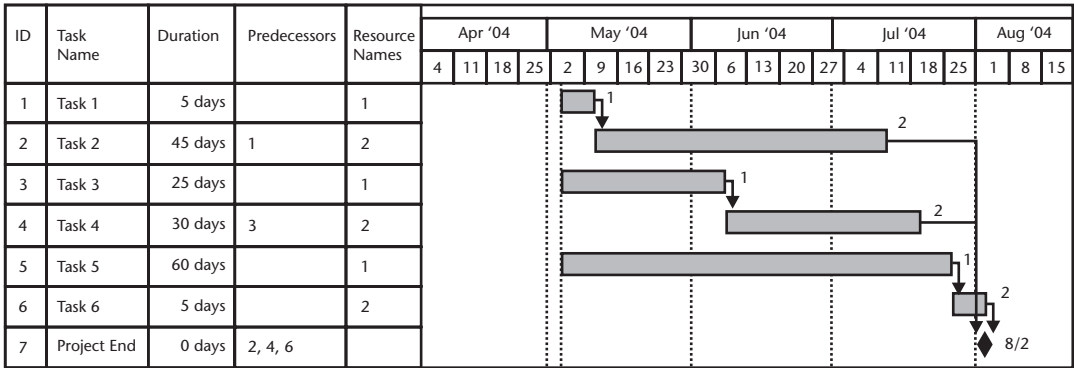 ID Task Name Duration Predecessors Resource Names Apr ‘04 May ‘04 Jun ‘04 Jul ‘04 Aug ‘04
4 11 18 25 2 9 16 23 30 6 13 20 27 4 11 18 25 1 8 15
1 Task 1 5 days 1 1
2 Task 2 45 days 1 2 2
3 Task 3 25 days 1 1
4 Task 4 30 days 3 2 2
5 Task 5 60 days 1 1
6 Task 6 5 days 2 2
7 Project End 0 days 2, 4, 6 8/2